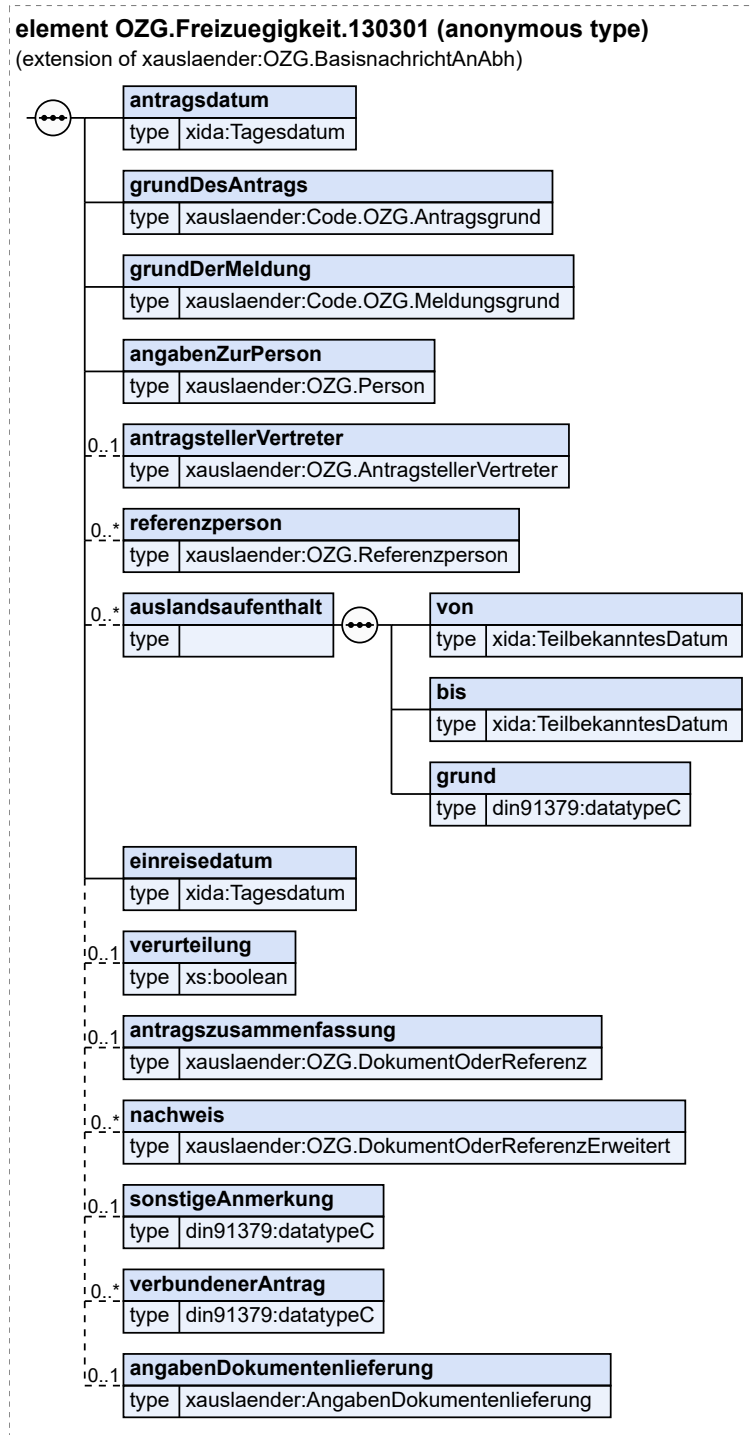 element OZG.Freizuegigkeit.130301 (anonymous type)
(extension of xauslaender:OZG.BasisnachrichtAnAbh)
antragsdatum
type xida:Tagesdatum
grundDesAntrags
type xauslaender:Code.OZG.Antragsgrund
grundDerMeldung
type xauslaender:Code.OZG.Meldungsgrund
angabenZurPerson
type xauslaender:OZG.Person
0..1 antragstellerVertreter
type xauslaender:OZG.AntragstellerVertreter
0..* referenzperson
type xauslaender:OZG.Referenzperson
0..* auslandsaufenthalt
type
von
type xida:TeilbekanntesDatum
bis
type xida:TeilbekanntesDatum
grund
type din91379:datatypeC
einreisedatum
type xida:Tagesdatum
0..1 verurteilung
type xs:boolean
0..1 antragszusammenfassung
type xauslaender:OZG.DokumentOderReferenz
0..* nachweis
type xauslaender:OZG.DokumentOderReferenzErweitert
0..1 sonstigeAnmerkung
type din91379:datatypeC
0..* verbundenerAntrag
type din91379:datatypeC
0..1 angabenDokumentenlieferung
type xauslaender:AngabenDokumentenlieferung